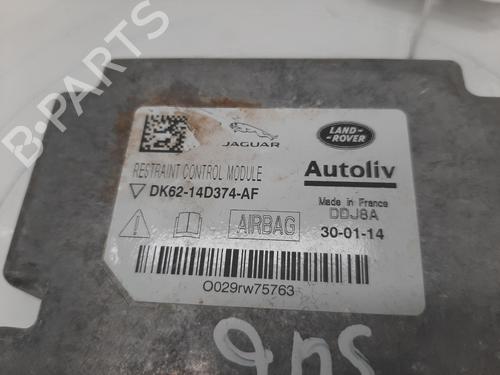 B-PARTS
JAGUAR
LAND-
ROVER
RESTRAINT CONTROL MODULE
Autoliv
DK62-14D374-AF
Made in France
DDJ8A
AIRBAG
30-01-14
O029rw75763